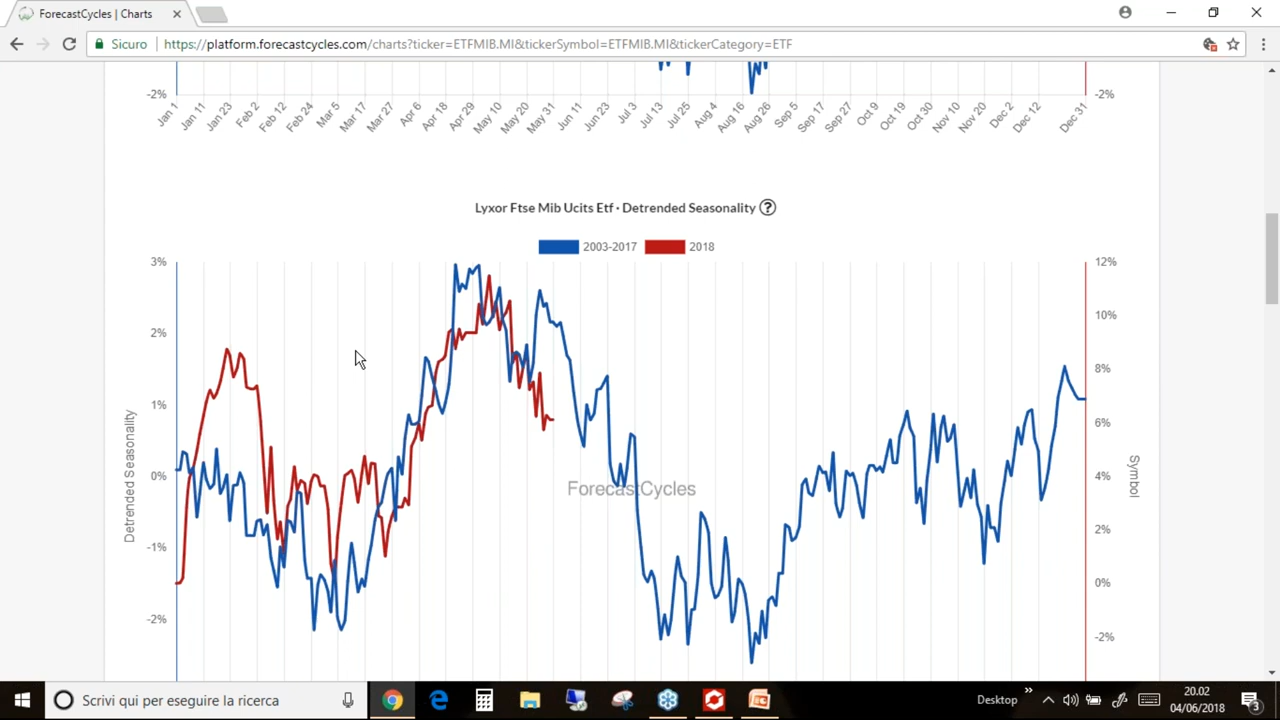 ForecastCycles | Charts
Sicuro
https://platform.forecastcycles.com/charts?ticker=ETFMIB.MI&tickerSymbol=ETFMIB.MI&tickerCategory=ETF
-2%
-2%
Jan 1
Jan 11
Jan 23
Feb 2
Feb 12
Feb 24
Mar 5
Mar 17
Mar 27
Apr 6
Apr 18
Apr 29
May 10
May 20
May 31
Jun 11
Jun 23
Jul 3
Jul 13
Jul 25
Aug 4
Aug 16
Aug 26
Sep 5
Sep 17
Sep 27
Oct 9
Oct 19
Oct 30
Nov 10
Nov 20
Dec 2
Dec 12
Dec 31
Lyxor Ftse Mib Ucits Etf · Detrended Seasonality ?
2003-2017
2018
3%
2%
1%
0%
-1%
-2%
Detrended Seasonality
12%
10%
8%
6%
4%
2%
0%
-2%
Symbol
ForecastCycles
Scrivi qui per eseguire la ricerca
Desktop
20.02
04/06/2018
3